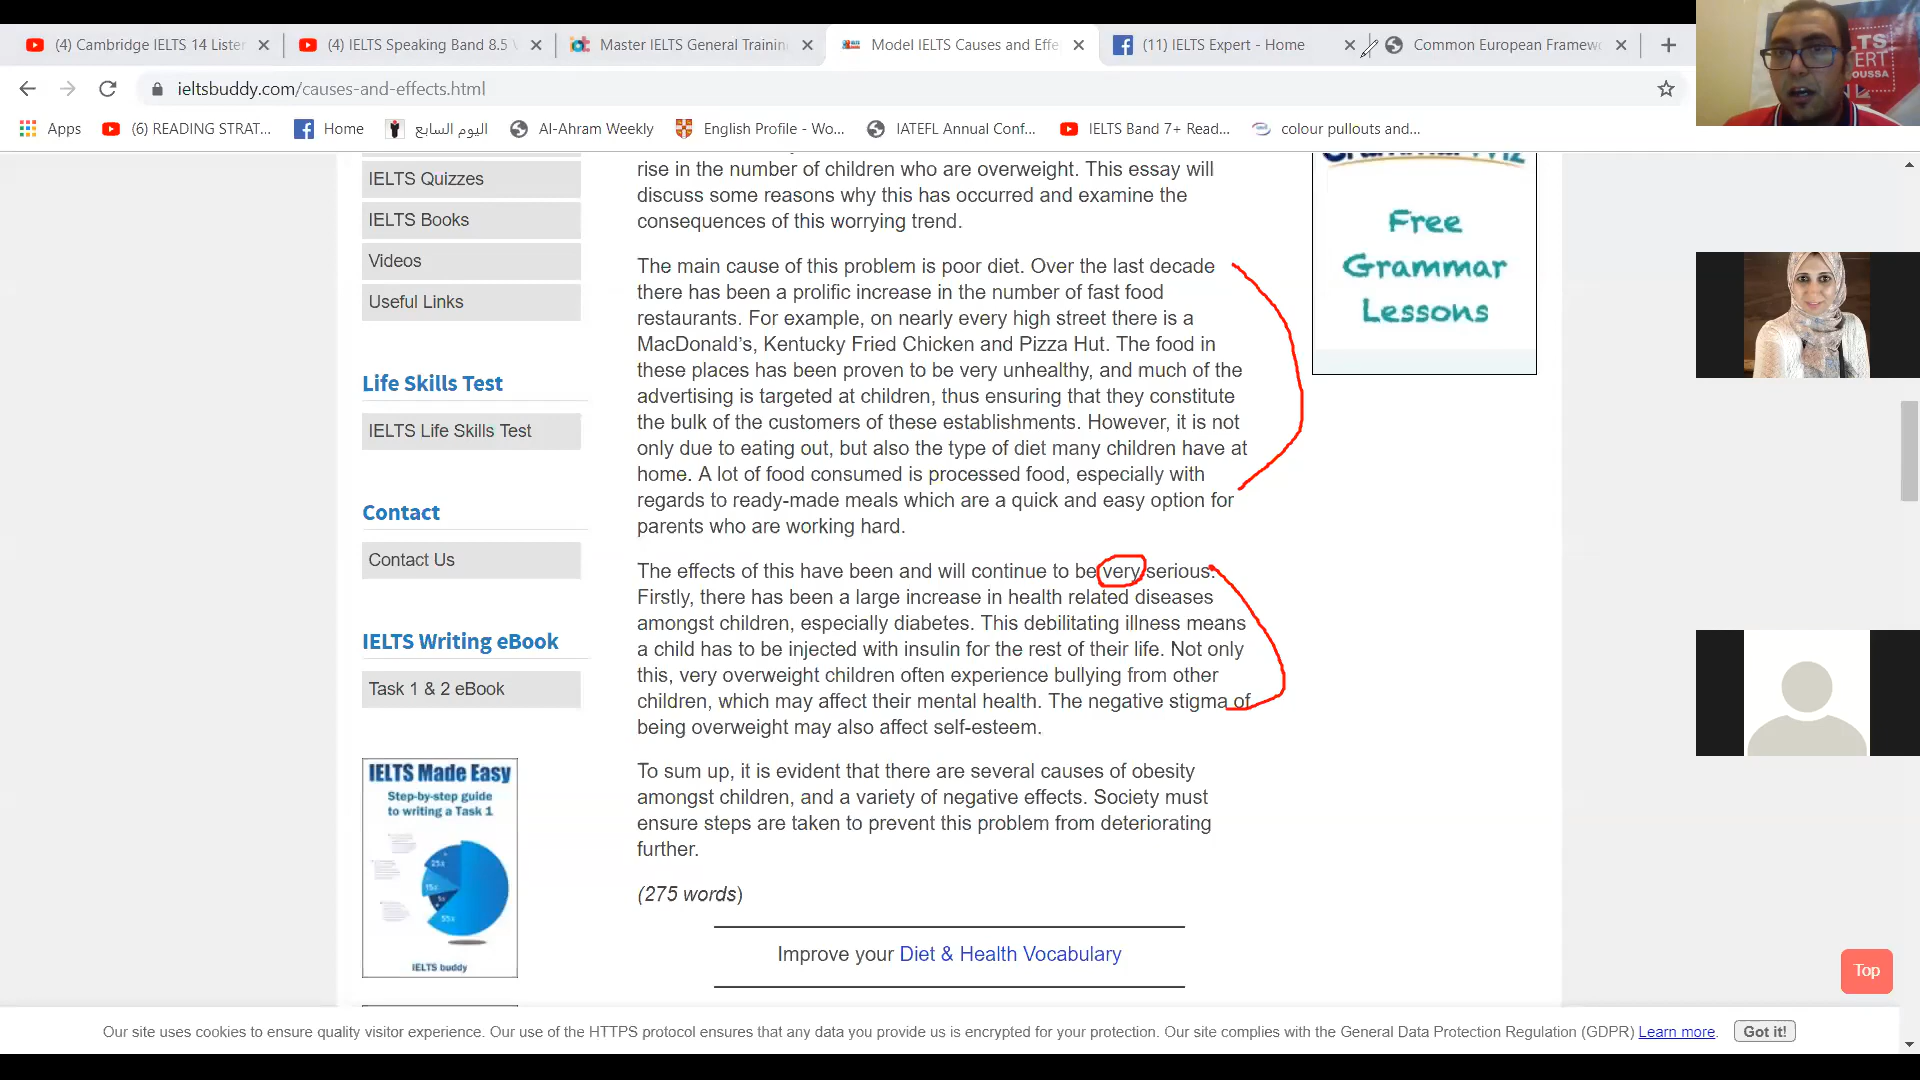 (4) Cambridge IELTS 14 Lister
(4) IELTS Speaking Band 8.5
Master IELTS General Trainin
Model IELTS Causes and Effe
(11) IELTS Expert - Home
Common European Framew
ieltsbuddy.com/causes-and-effects.html
Apps
(6) READING STRAT...
Home
اليوم السابع
Al-Ahram Weekly
English Profile - Wo...
IATEFL Annual Conf...
IELTS Band 7+ Read...
colour pullouts and...
IELTS Quizzes
IELTS Books
Videos
Useful Links
Life Skills Test
IELTS Life Skills Test
Contact
Contact Us
IELTS Writing eBook
Task 1 & 2 eBook
IELTS Made Easy
Step-by-step guide
to writing a Task 1
25%
15%
5%
55%
IELTS buddy
rise in the number of children who are overweight. This essay will
discuss some reasons why this has occurred and examine the
consequences of this worrying trend.
The main cause of this problem is poor diet. Over the last decade
there has been a prolific increase in the number of fast food
restaurants. For example, on nearly every high street there is a
MacDonald's, Kentucky Fried Chicken and Pizza Hut. The food in
these places has been proven to be very unhealthy, and much of the
advertising is targeted at children, thus ensuring that they constitute
the bulk of the customers of these establishments. However, it is not
only due to eating out, but also the type of diet many children have at
home. A lot of food consumed is processed food, especially with
regards to ready-made meals which are a quick and easy option for
parents who are working hard.
The effects of this have been and will continue to be very serious.
Firstly, there has been a large increase in health related diseases
amongst children, especially diabetes. This debilitating illness means
a child has to be injected with insulin for the rest of their life. Not only
this, very overweight children often experience bullying from other
children, which may affect their mental health. The negative stigma of
being overweight may also affect self-esteem.
To sum up, it is evident that there are several causes of obesity
amongst children, and a variety of negative effects. Society must
ensure steps are taken to prevent this problem from deteriorating
further.
(275 words)
Improve your Diet & Health Vocabulary
Free
Grammar
Lessons
Top
Our site uses cookies to ensure quality visitor experience. Our use of the HTTPS protocol ensures that any data you provide us is encrypted for your protection. Our site complies with the General Data Protection Regulation (GDPR) Learn more.
Got it!